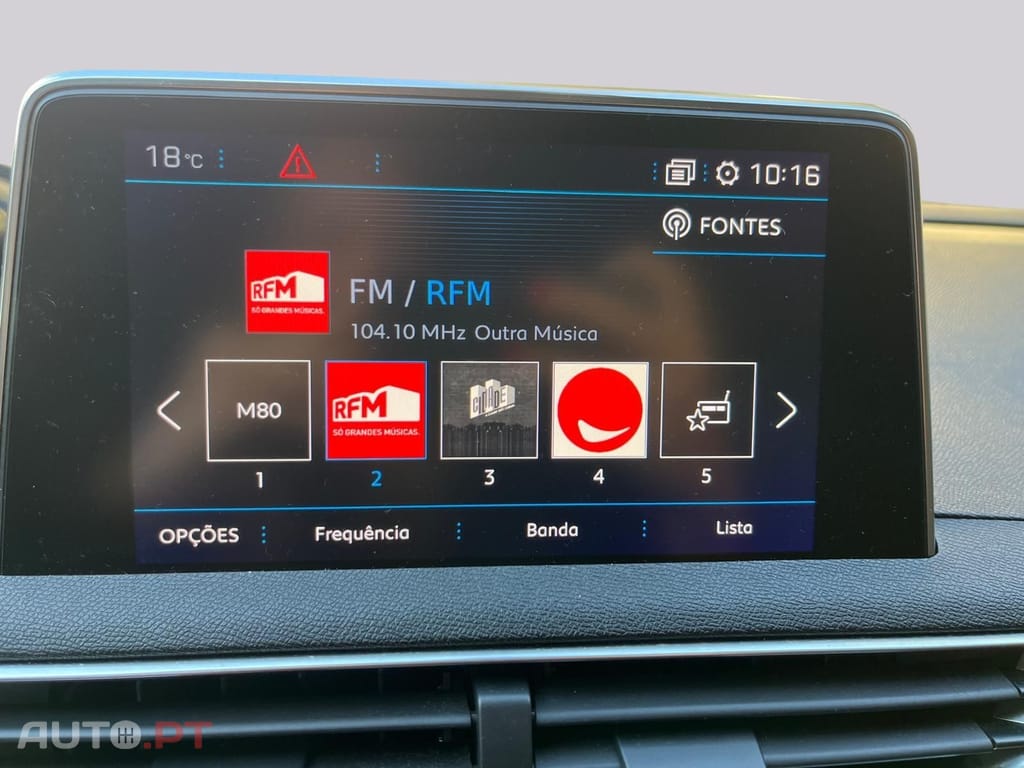 18 °C
10:16
FONTES
RFM
SÓ GRANDES MÚSICAS.
FM / RFM
104.10 MHz Outra Música
M80
RFM
SÓ GRANDES MÚSICAS.
CIDADE
1
2
3
4
5
OPÇÕES
Frequência
Banda
Lista
AUTO.PT